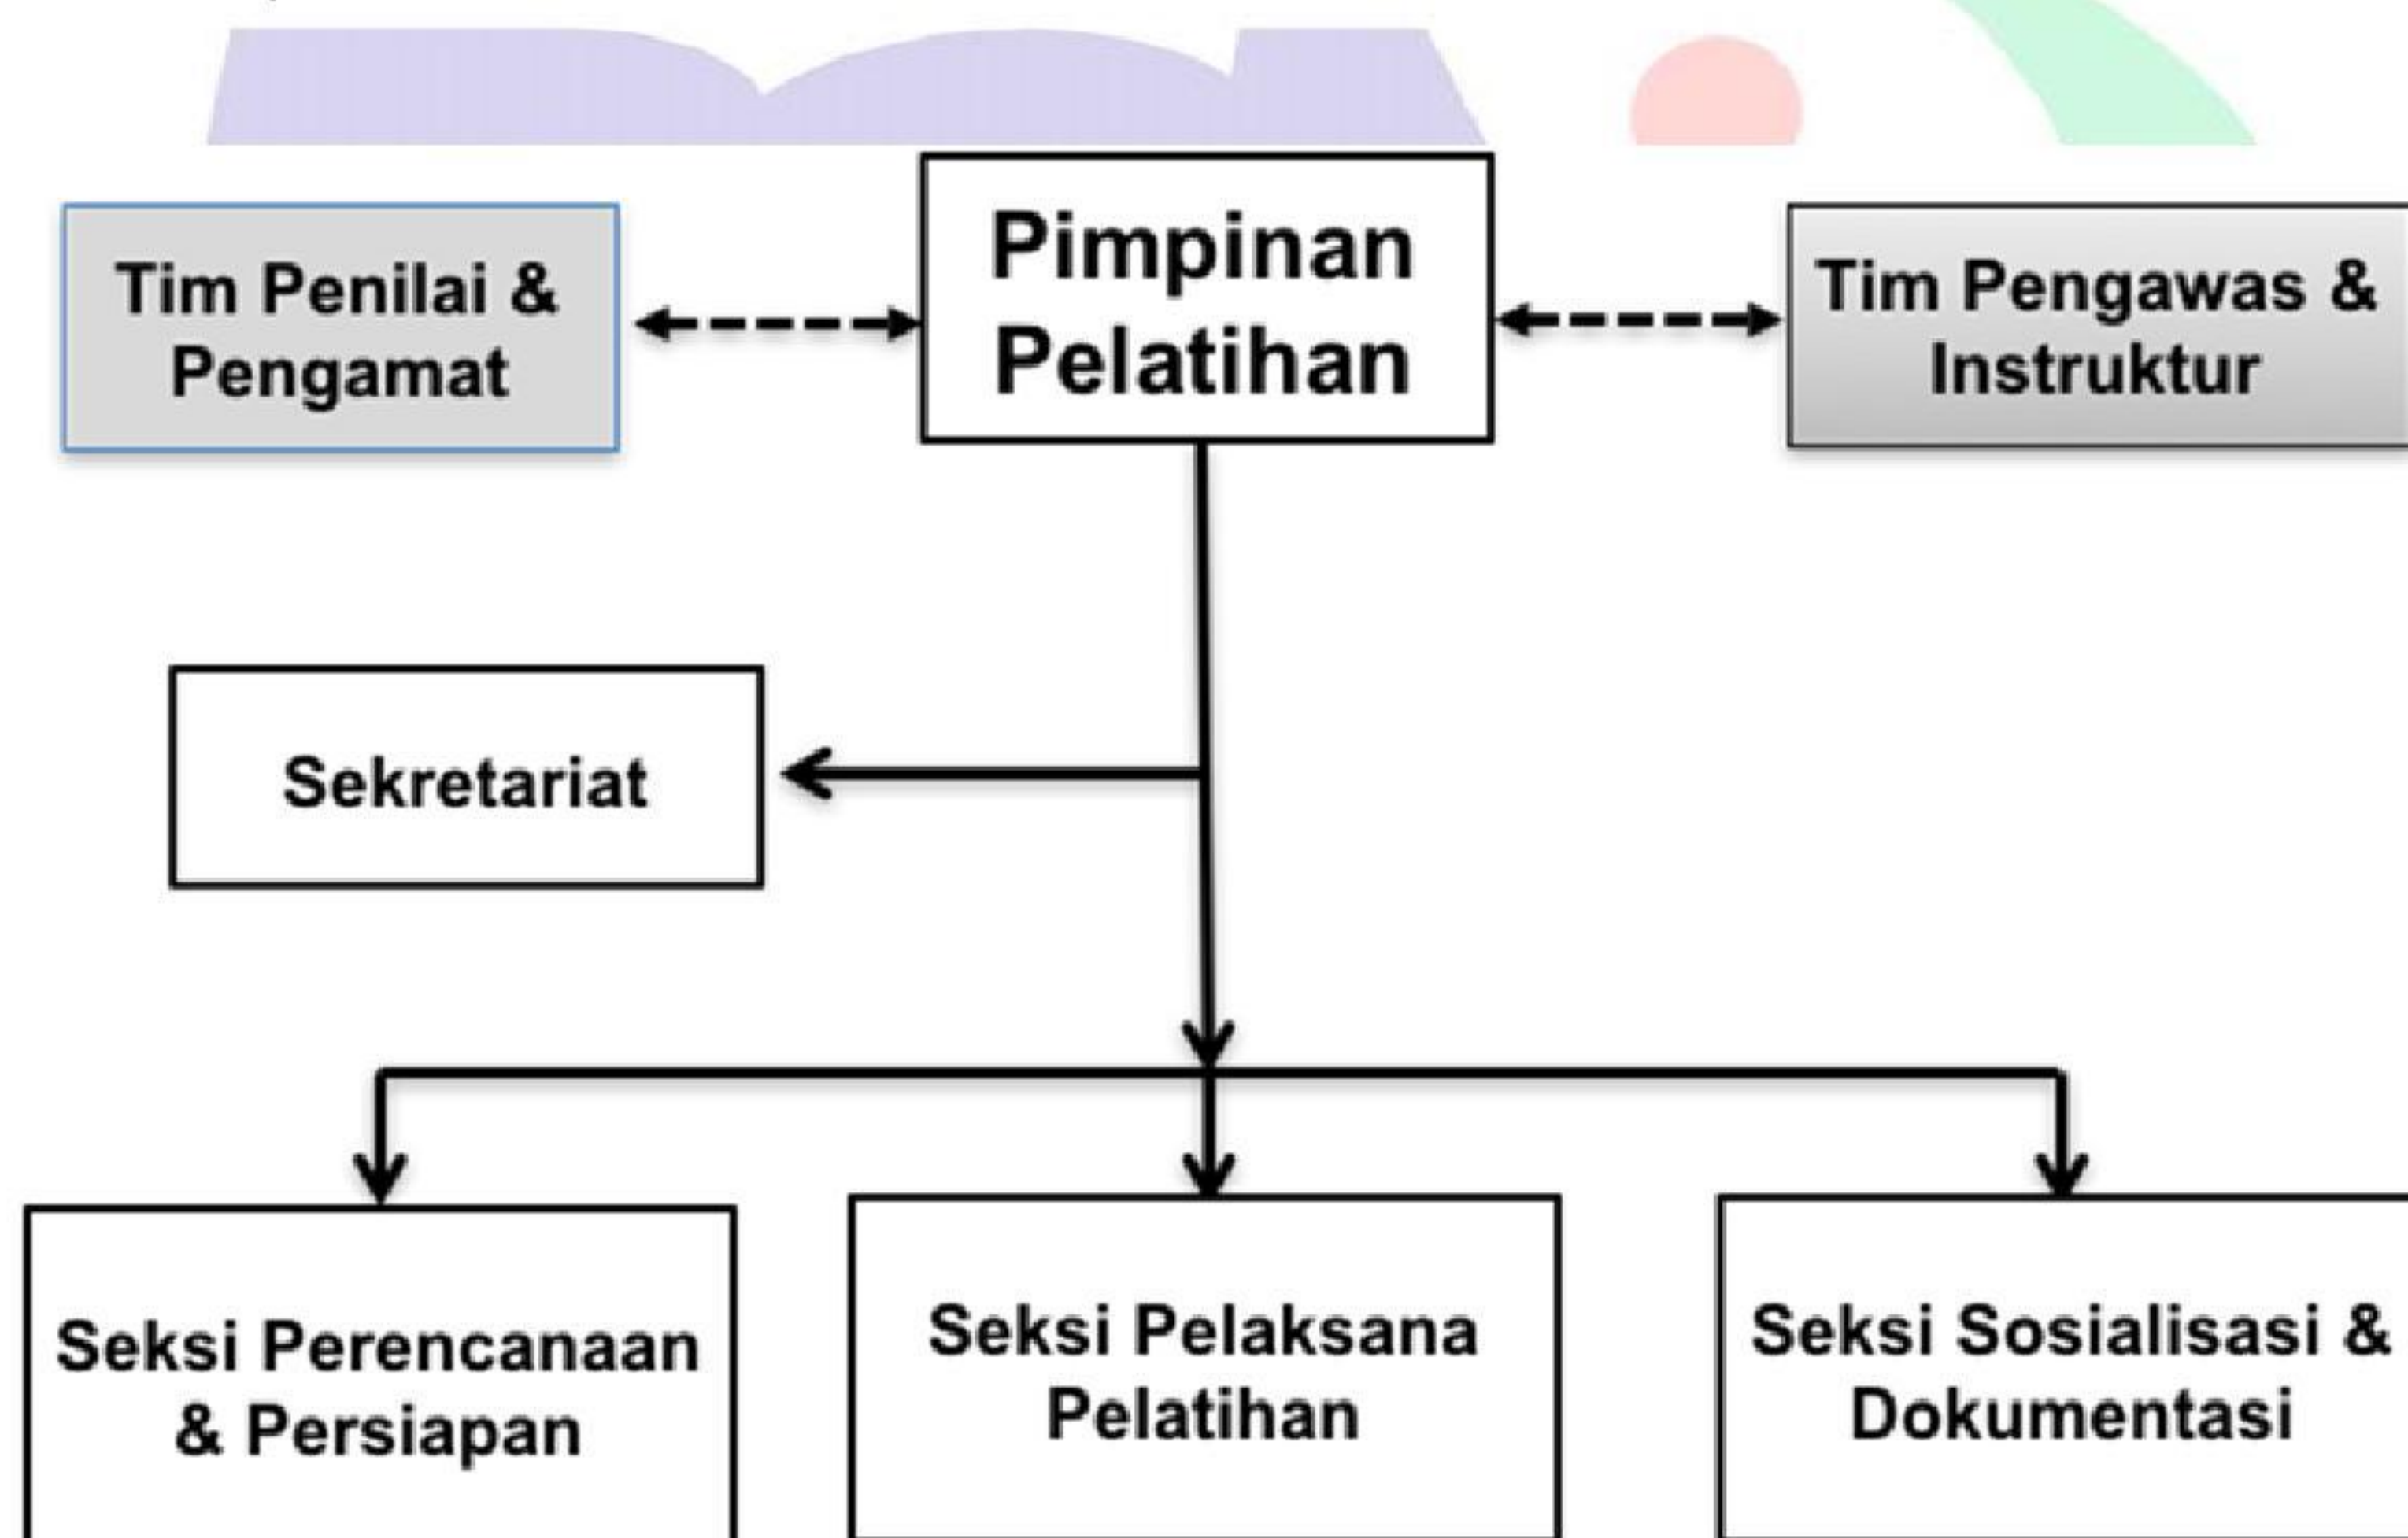 Pimpinan
Pelatihan
Tim Penilai &
Pengamat
Tim Pengawas &
Instruktur
Sekretariat
Seksi Perencanaan
& Persiapan
Seksi Pelaksana
Pelatihan
Seksi Sosialisasi &
Dokumentasi